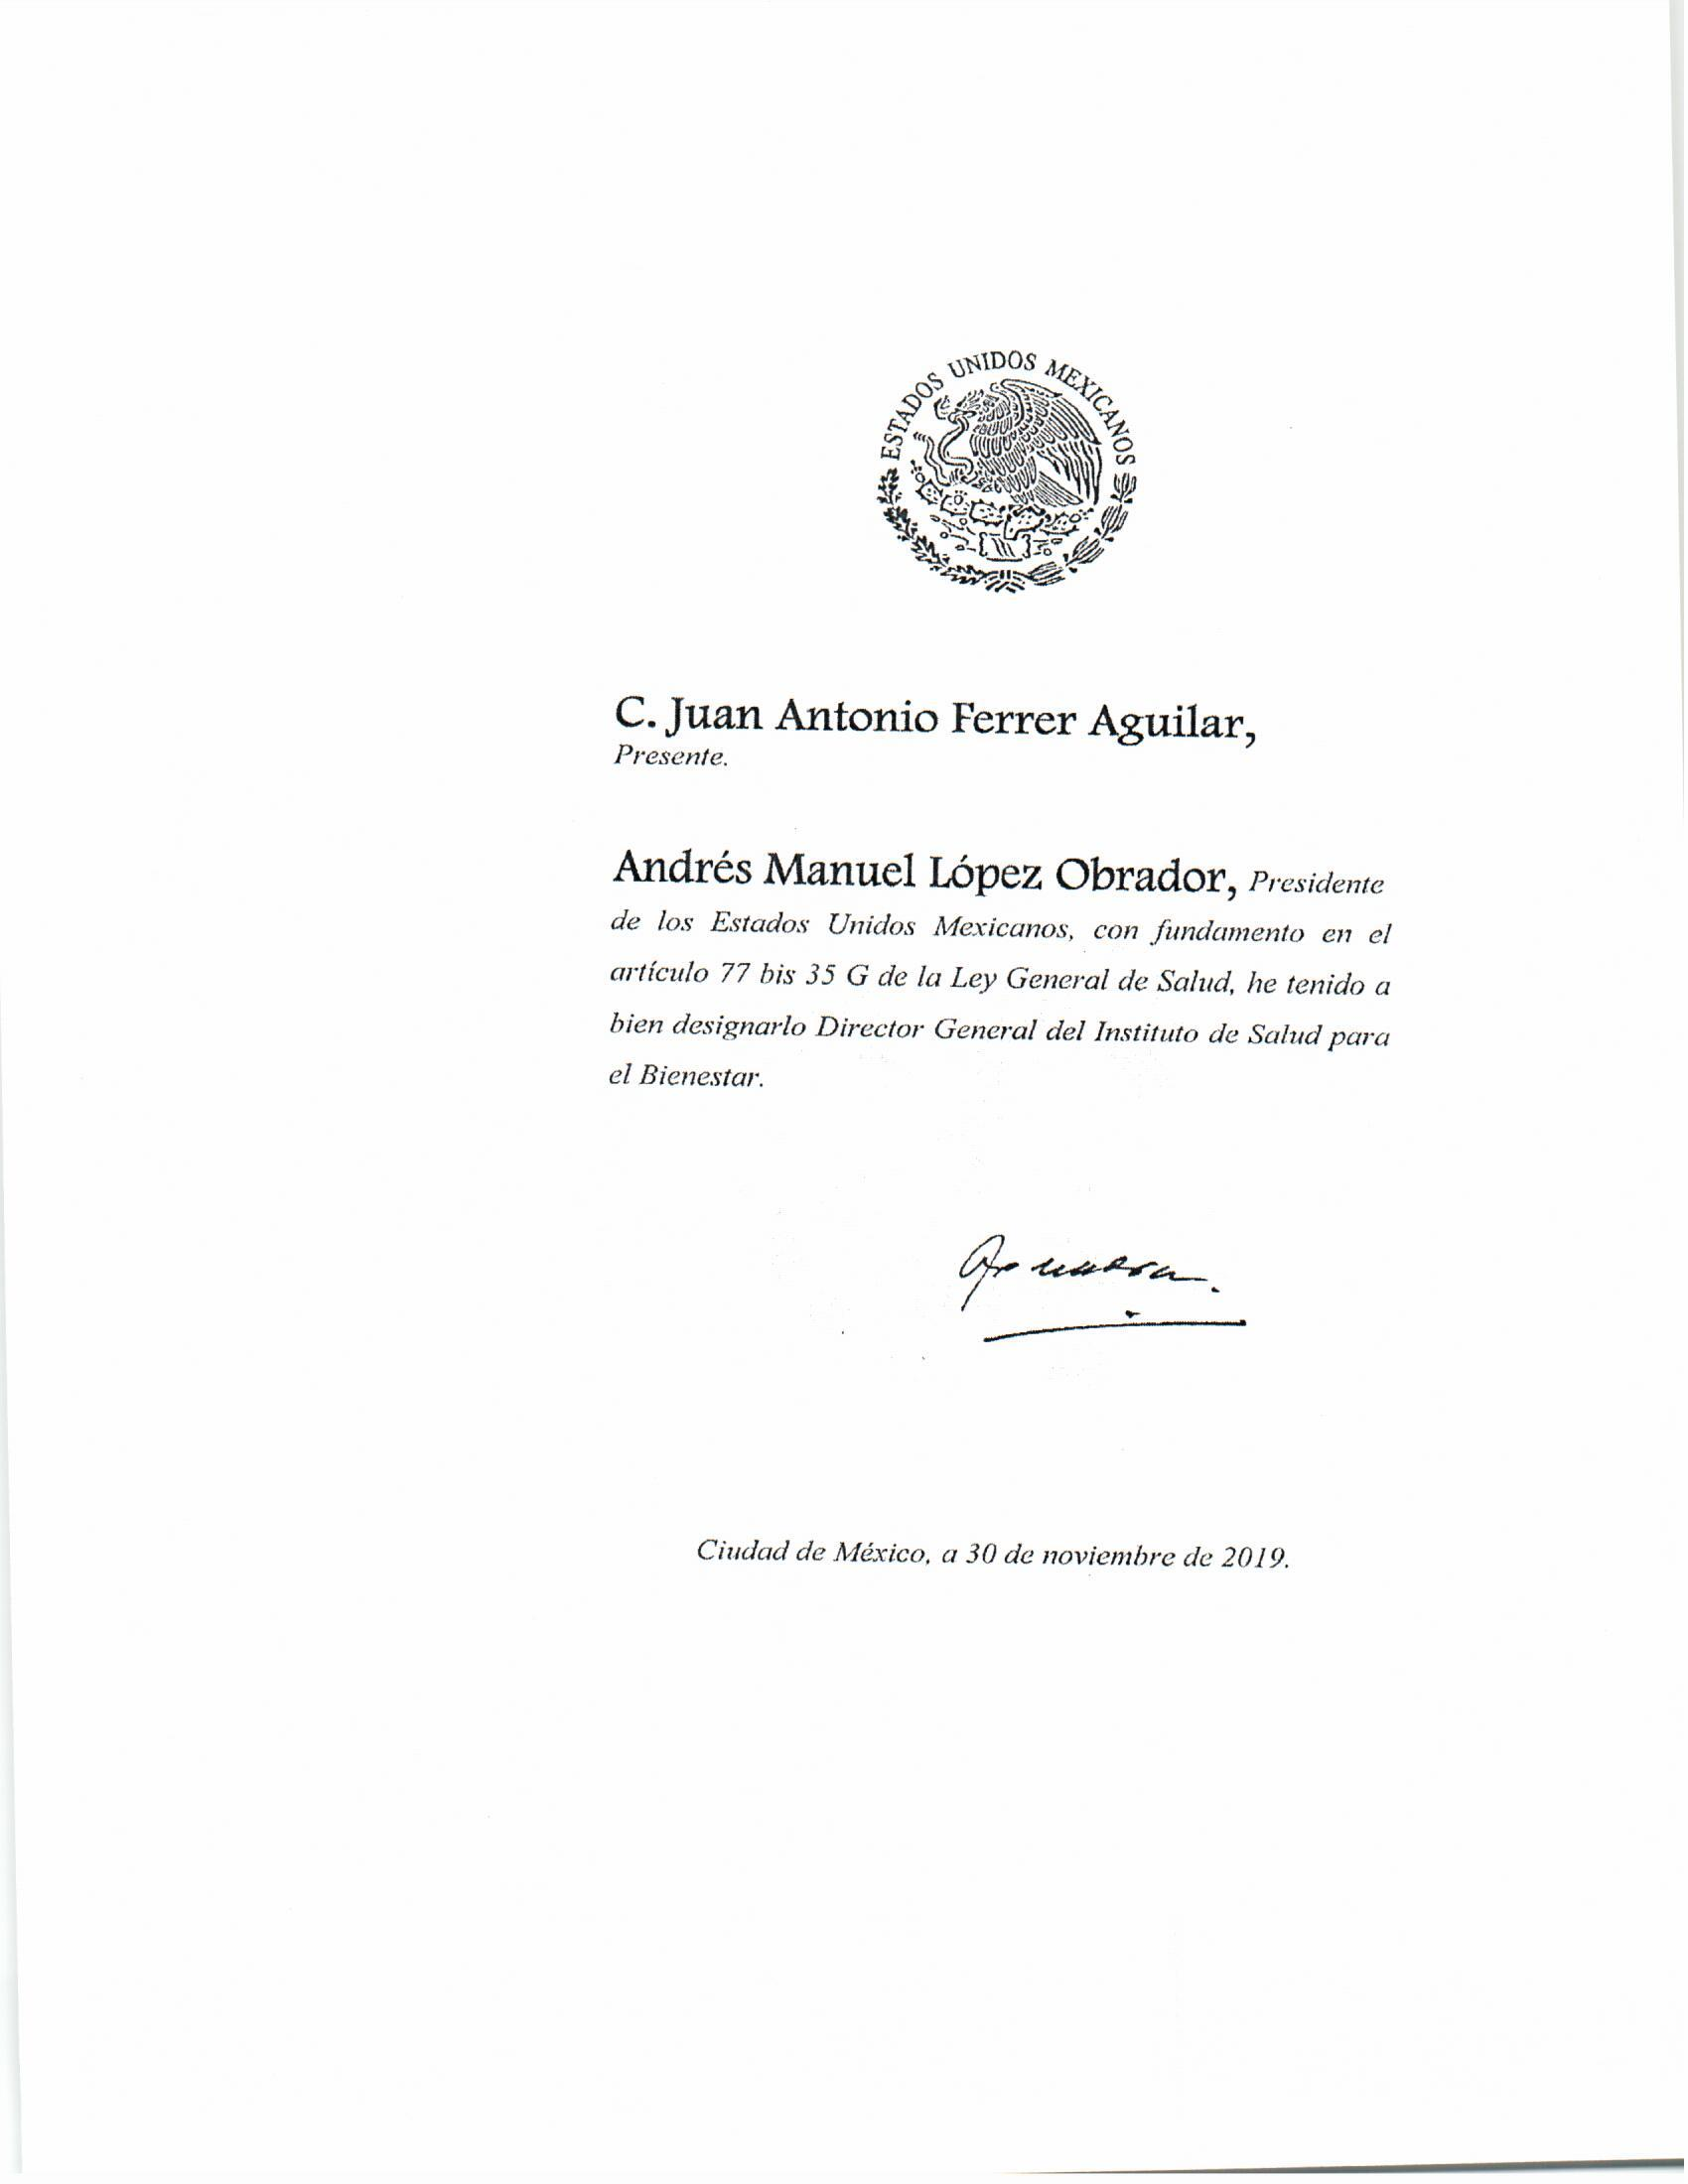 ESTADOS UNIDOS MEXICANOS
C. Juan Antonio Ferrer Aguilar,
Presente.
Andrés Manuel López Obrador, Presidente
de los Estados Unidos Mexicanos, con fundamento en el
artículo 77 bis 35 G de la Ley General de Salud, he tenido a
bien designarlo Director General del Instituto de Salud para
el Bienestar.
Ciudad de México, a 30 de noviembre de 2019.